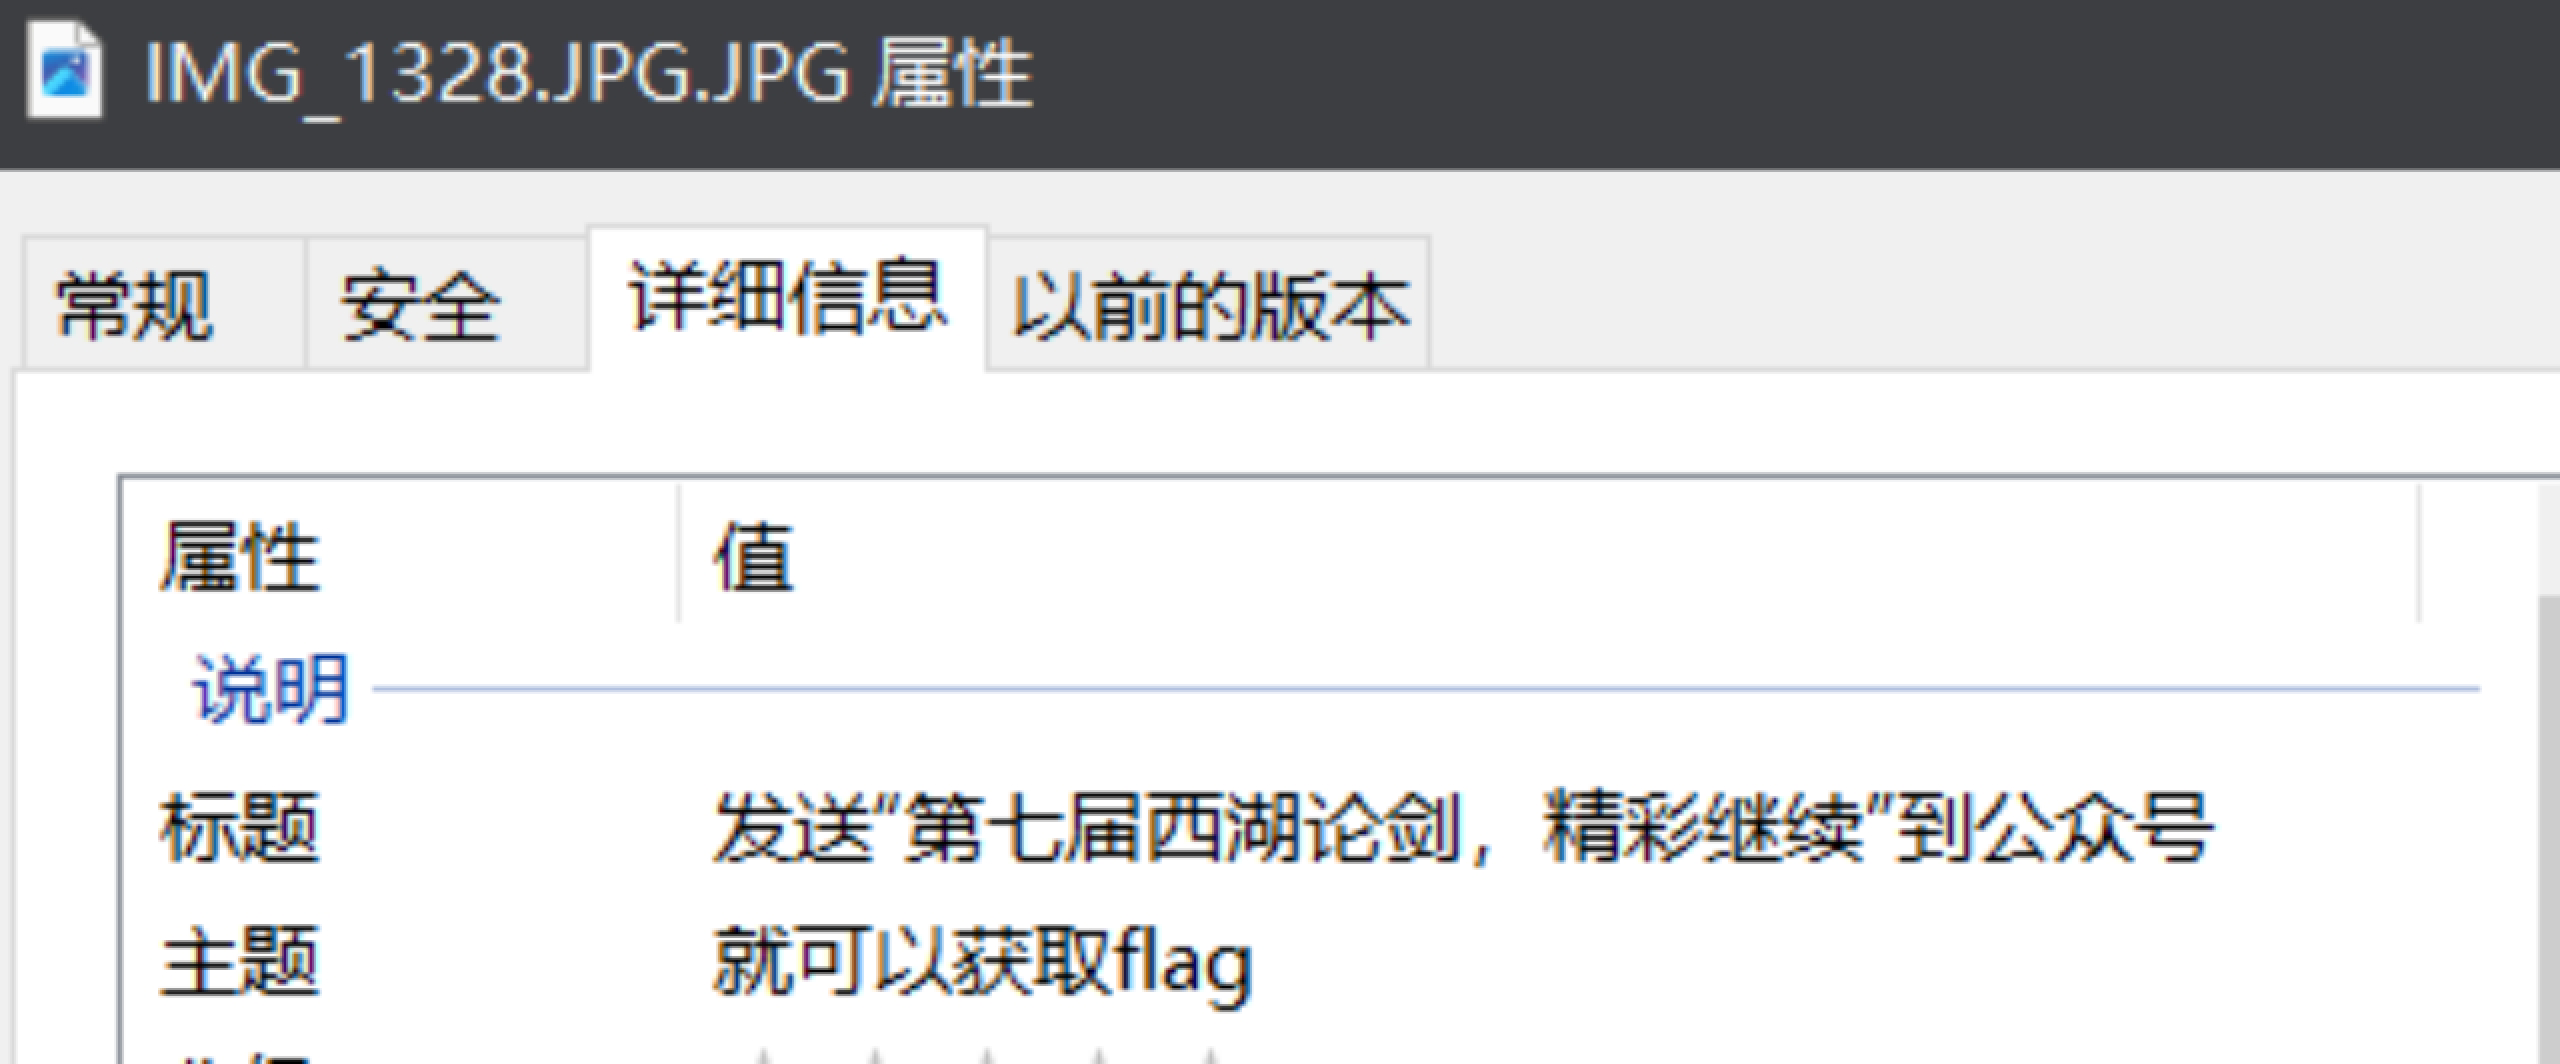 IMG_1328.JPG.JPG 属性
常规 安全 详细信息 以前的版本
属性 值
说明
标题 发送"第七届西湖论剑，精彩继续"到公众号
主题 就可以获取flag